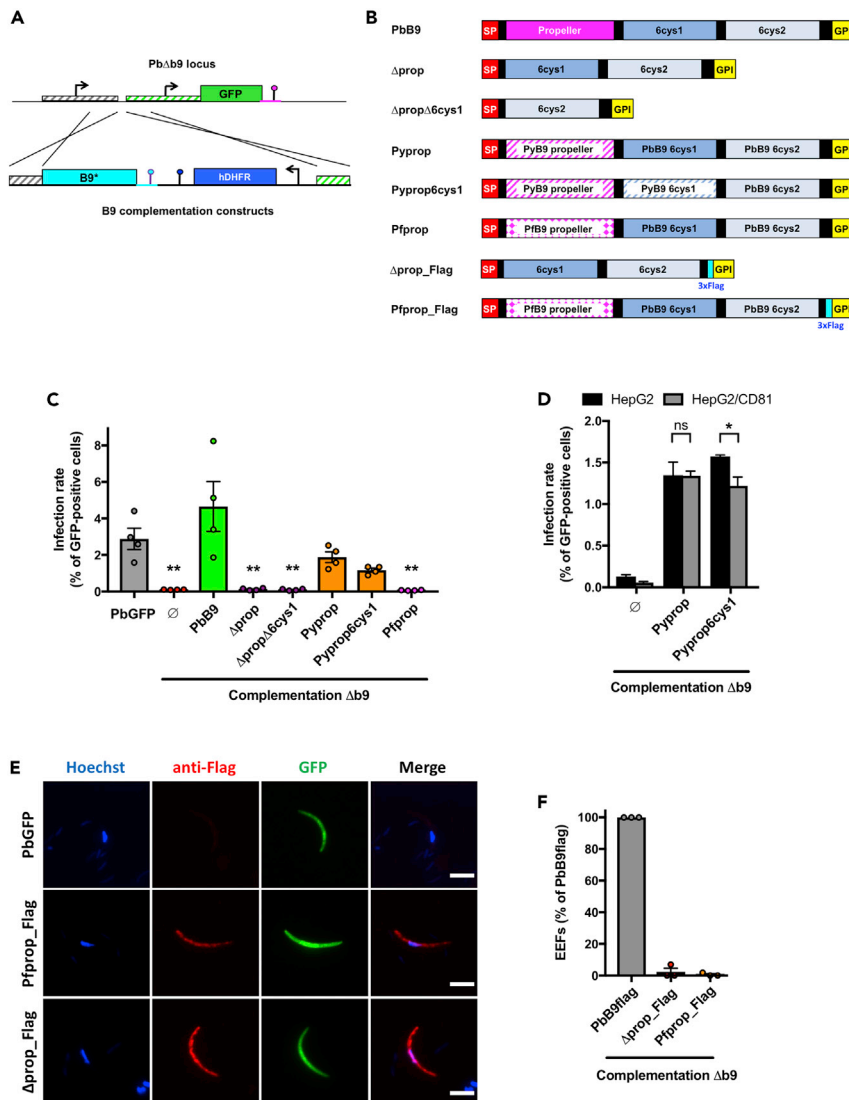 A
PbΔb9 locus
GFP
B9*
hDHFR
B9 complementation constructs
B
PbB9
SP
Propeller
6cys1
6cys2
GPI
Δprop
SP
6cys1
6cys2
GPI
ΔpropΔ6cys1
SP
6cys2
GPI
Pyprop
SP
PyB9 propeller
PbB9 6cys1
PbB9 6cys2
GPI
Pyprop6cys1
SP
PyB9 propeller
PyB9 6cys1
PbB9 6cys2
GPI
Pfprop
SP
PfB9 propeller
PbB9 6cys1
PbB9 6cys2
GPI
Δprop_Flag
SP
6cys1
6cys2
GPI
3xFlag
Pfprop_Flag
SP
PfB9 propeller
PbB9 6cys1
PbB9 6cys2
GPI
3xFlag
C
Infection rate
(% of GFP-positive cells)
8
6
4
2
0
**
**
**
**
PbGFP
∅
PbB9
Δprop
ΔpropΔ6cys1
Pyprop
Pyprop6cys1
Pfprop
Complementation Δb9
D
HepG2
HepG2/CD81
Infection rate
(% of GFP-positive cells)
2.0
1.5
1.0
0.5
0.0
ns
*
∅
Pyprop
Pyprop6cys1
Complementation Δb9
E
Hoechst
anti-Flag
GFP
Merge
PbGFP
Pfprop_Flag
Δprop_Flag
F
EEFs (% of PbB9flag)
100
80
60
40
20
0
PbB9flag
Δprop_Flag
Pfprop_Flag
Complementation Δb9